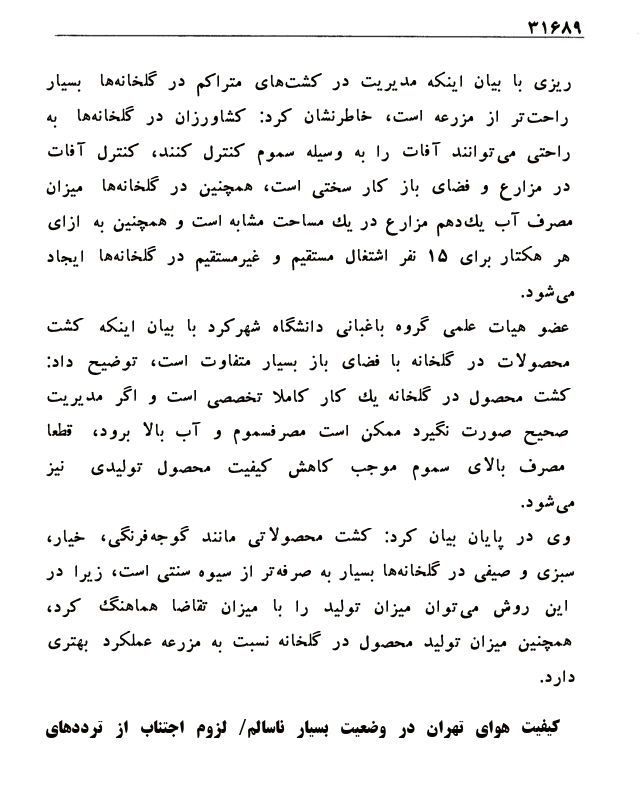 ۳۱۶۸۹
ریزی با بیان اینکه مدیریت در کشت‌های متراکم در گلخانه‌ها بسیار
راحت‌تر از مزرعه است، خاطرنشان کرد: کشاورزان در گلخانه‌ها به
راحتی می‌توانند آفات را به وسیله سموم کنترل کنند، کنترل آفات
در مزارع و فضای باز کار سختی است، همچنین در گلخانه‌ها میزان
مصرف آب یك‌دهم مزارع در یك مساحت مشابه است و همچنین به ازای
هر هکتار برای ۱۵ نفر اشتغال مستقیم و غیرمستقیم در گلخانه‌ها ایجاد
می‌شود.
عضو هیات علمی گروه باغبانی دانشگاه شهرکرد با بیان اینکه کشت
محصولات در گلخانه با فضای باز بسیار متفاوت است، توضیح داد:
کشت محصول در گلخانه یك کار کاملا تخصصی است و اگر مدیریت
صحیح صورت نگیرد ممکن است مصرفسموم و آب بالا برود، قطعا
مصرف بالای سموم موجب کاهش کیفیت محصول تولیدی نیز
می‌شود.
وی در پایان بیان کرد: کشت محصولاتی مانند گوجه‌فرنگی، خیار،
سبزی و صیفی در گلخانه‌ها بسیار به صرفه‌تر از سیوه سنتی است، زیرا در
این روش می‌توان میزان تولید را با میزان تقاضا هماهنگ کرد،
همچنین میزان تولید محصول در گلخانه نسبت به مزرعه عملکرد بهتری
دارد.
کیفیت هوای تهران در وضعیت بسیار ناسالم/ لزوم اجتناب از ترددهای